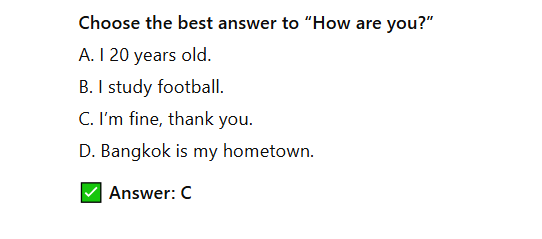 Choose the best answer to “How are you?”
A. I 20 years old.
B. I study football.
C. I’m fine, thank you.
D. Bangkok is my hometown.
✅ Answer: C